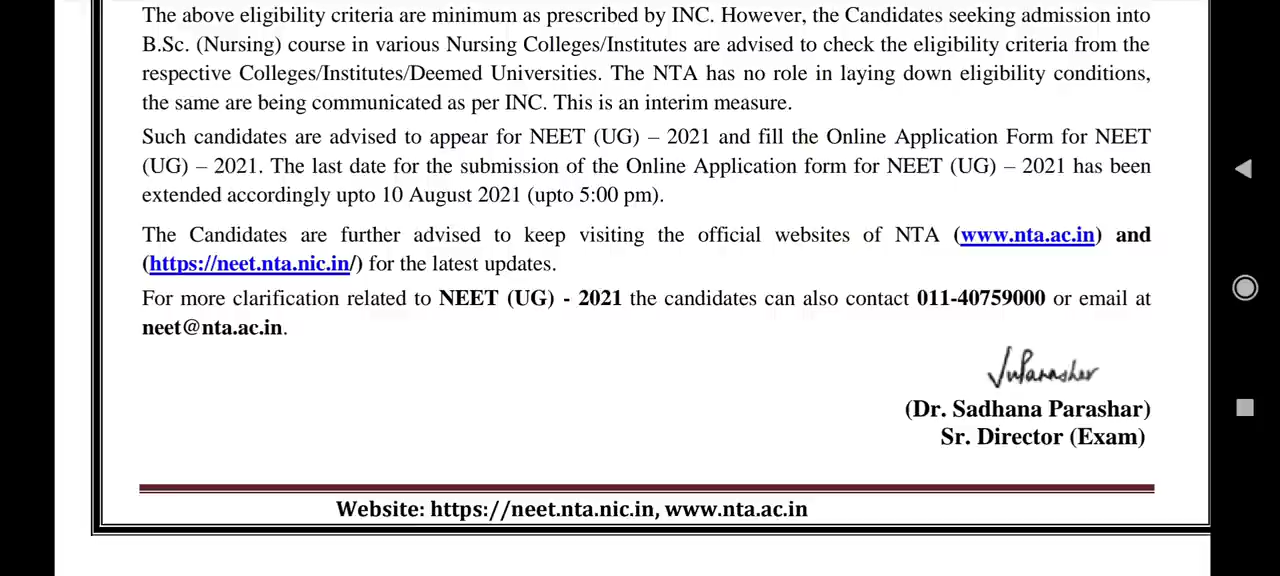 The above eligibility criteria are minimum as prescribed by INC. However, the Candidates seeking admission into
B.Sc. (Nursing) course in various Nursing Colleges/Institutes are advised to check the eligibility criteria from the
respective Colleges/Institutes/Deemed Universities. The NTA has no role in laying down eligibility conditions,
the same are being communicated as per INC. This is an interim measure.
Such candidates are advised to appear for NEET (UG) – 2021 and fill the Online Application Form for NEET
(UG) – 2021. The last date for the submission of the Online Application form for NEET (UG) – 2021 has been
extended accordingly upto 10 August 2021 (upto 5:00 pm).
The Candidates are further advised to keep visiting the official websites of NTA (www.nta.ac.in) and
(https://neet.nta.nic.in/) for the latest updates.
For more clarification related to NEET (UG) - 2021 the candidates can also contact 011-40759000 or email at
neet@nta.ac.in.
(Dr. Sadhana Parashar)
Sr. Director (Exam)
Website: https://neet.nta.nic.in, www.nta.ac.in